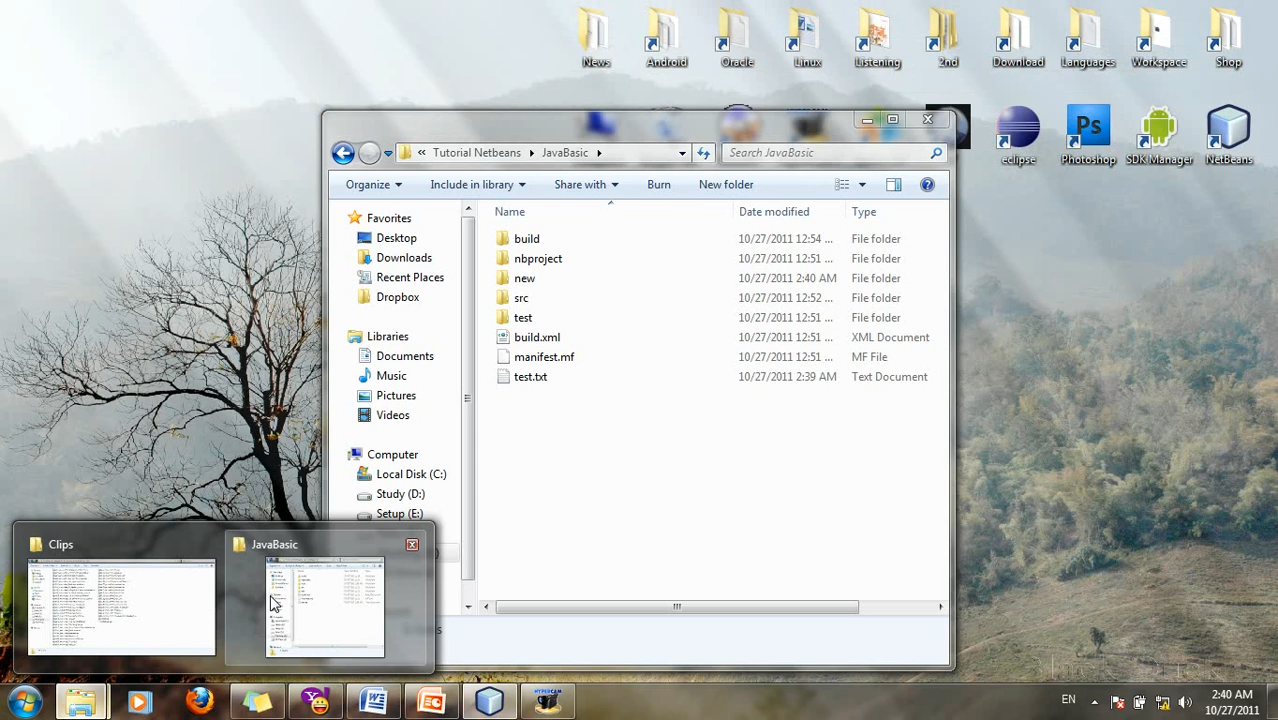 News Android Oracle Linux Listening 2nd Download Languages Workspace Shop
eclipse Photoshop SDK Manager NetBeans
Ps
« Tutorial Netbeans JavaBasic Search JavaBasic
Organize Include in library Share with Burn New folder
Name Date modified Type
Favorites
Desktop
Downloads
Recent Places
Dropbox
Libraries
Documents
Music
Pictures
Videos
Computer
Local Disk (C:)
Study (D:)
Setup (E:)
build 10/27/2011 12:54 ... File folder
nbproject 10/27/2011 12:51 ... File folder
new 10/27/2011 2:40 AM File folder
src 10/27/2011 12:52 ... File folder
test 10/27/2011 12:51 ... File folder
build.xml 10/27/2011 12:51 ... XML Document
manifest.mf 10/27/2011 12:51 ... MF File
test.txt 10/27/2011 2:39 AM Text Document
Clips JavaBasic
HYPERCAM
EN 2:40 AM
10/27/2011